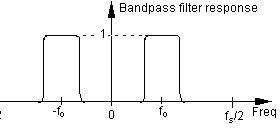 Bandpass filter response
1
-fo 0 fo fs/2 Freq